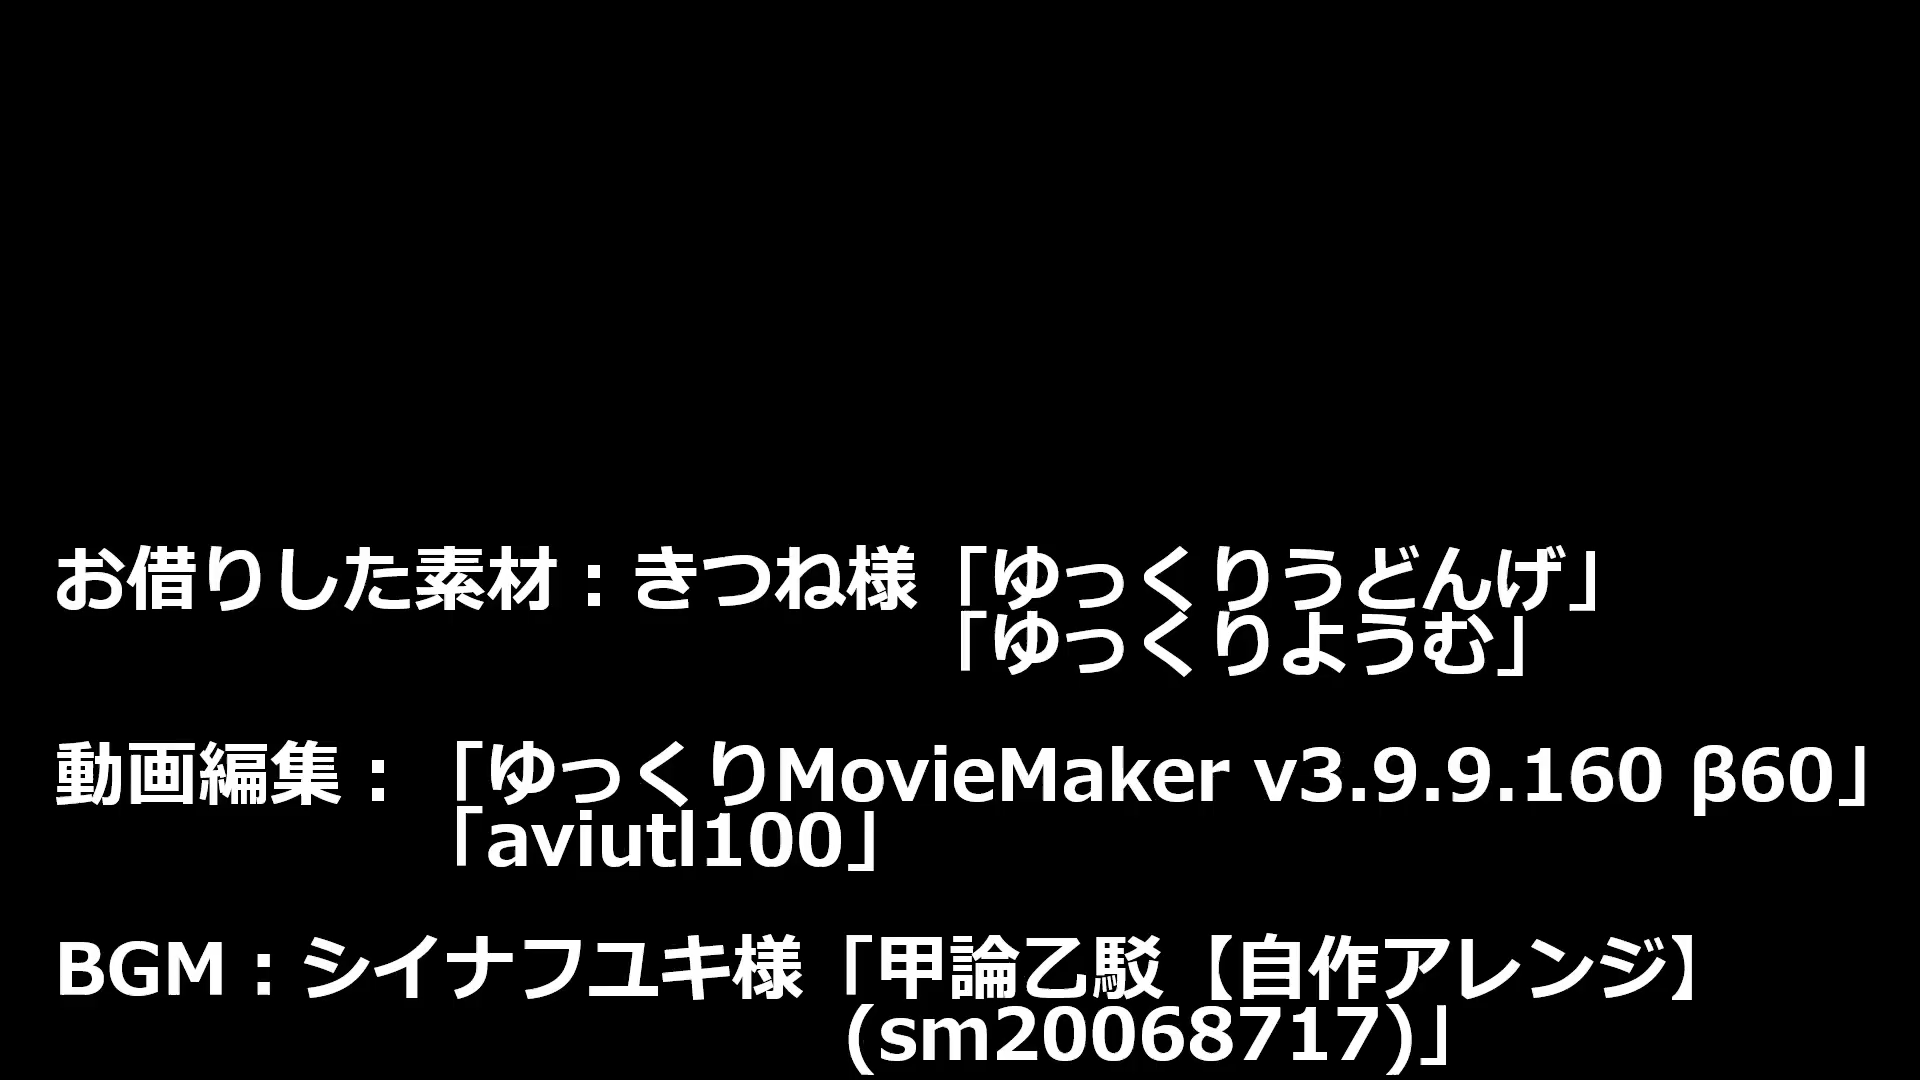 お借りした素材：きつね様「ゆっくりうどんげ」
「ゆっくりようむ」
動画編集：「ゆっくりMovieMaker v3.9.9.160 β60」
「aviutl100」
BGM：シイナフユキ様「甲論乙駁【自作アレンジ】
(sm20068717)」